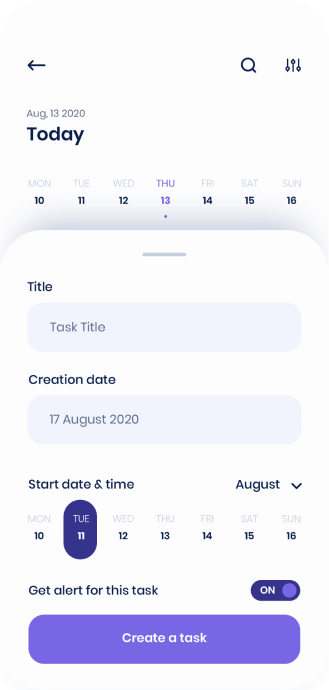 Aug, 13 2020
Today
MON TUE WED THU FRI SAT SUN
10 11 12 13 14 15 16
Title
Task Title
Creation date
17 August 2020
Start date & time August
MON TUE WED THU FRI SAT SUN
10 11 12 13 14 15 16
Get alert for this task ON
Create a task